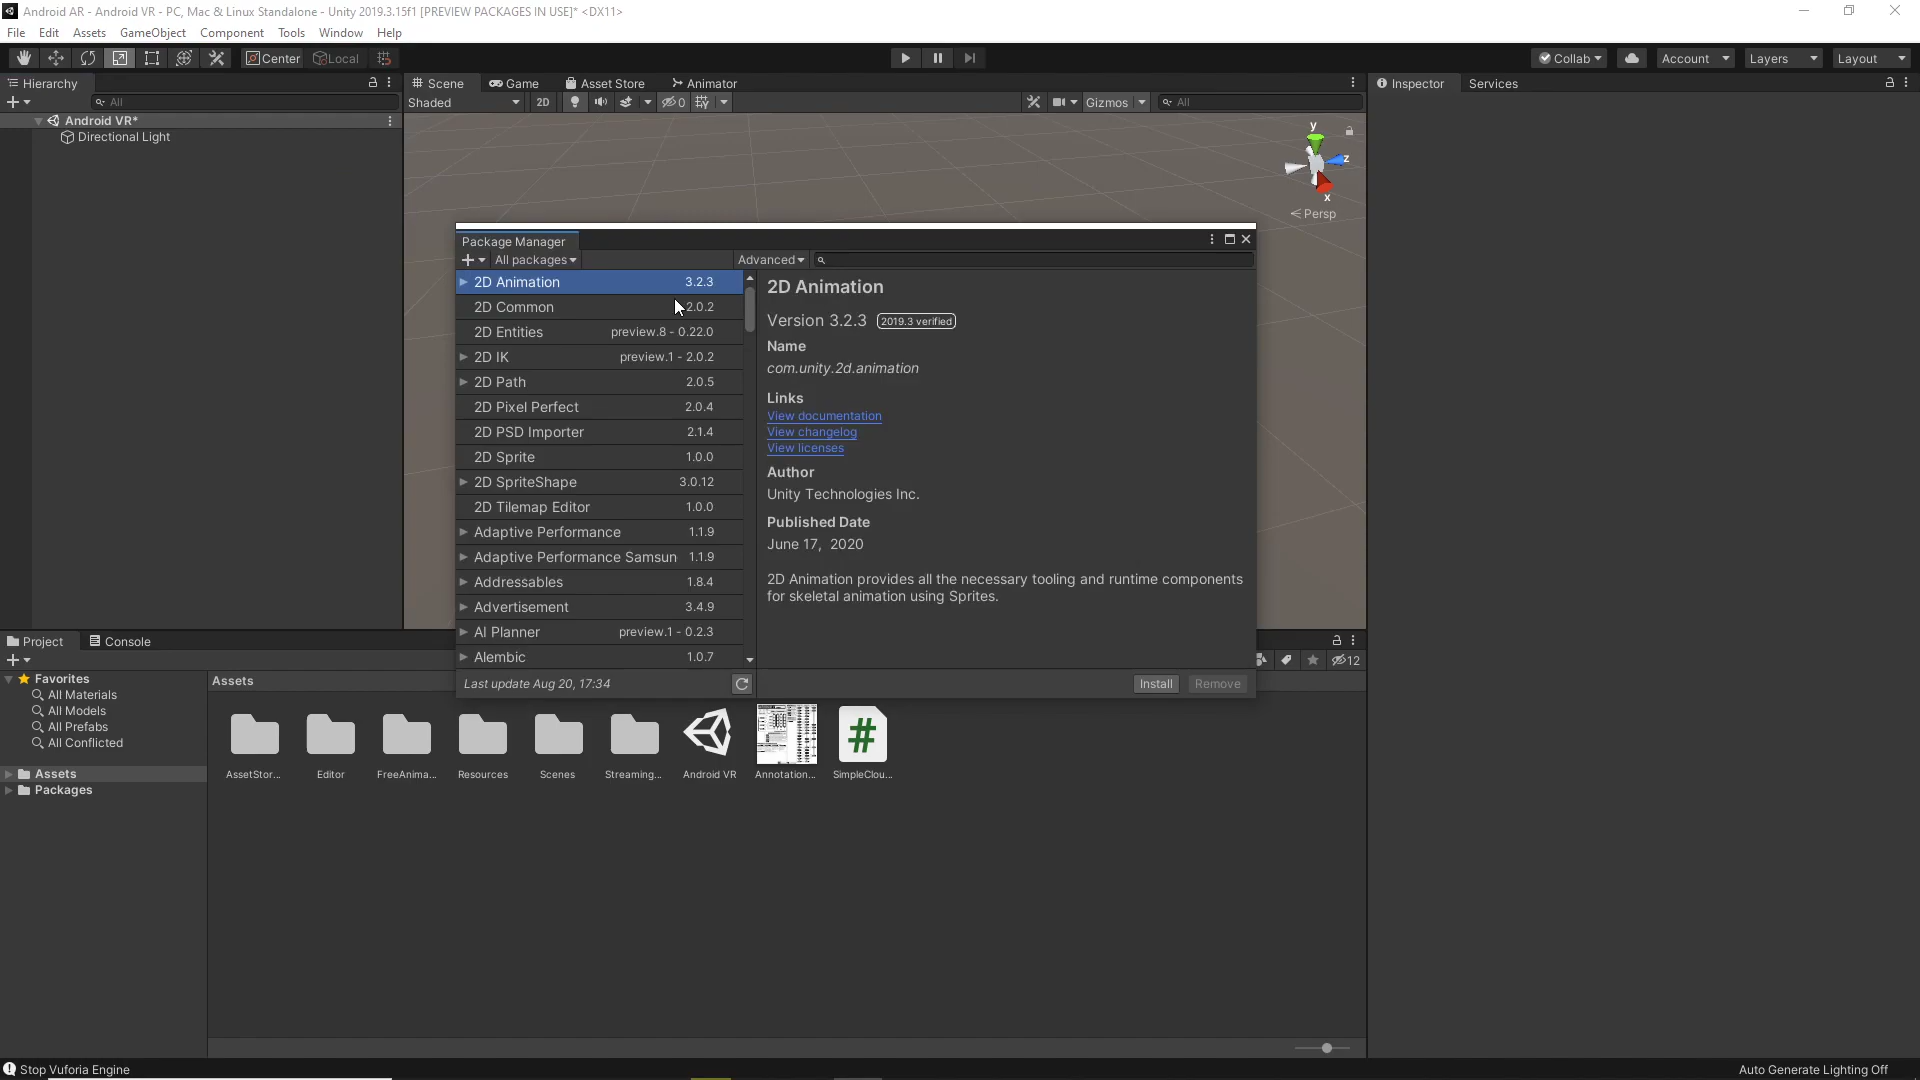 Android AR - Android VR - PC, Mac & Linux Standalone - Unity 2019.3.15f1 [PREVIEW PACKAGES IN USE]* <DX11>
File Edit Assets GameObject Component Tools Window Help
Center Local Collab Account Layers Layout
Hierarchy Scene Game Asset Store Animator Inspector Services
All Shaded 2D 0 Gizmos All
Android VR*
Directional Light
y
z
x
Persp
Package Manager
All packages Advanced
2D Animation 3.2.3
2D Common 2.0.2
2D Entities preview.8 - 0.22.0
2D IK preview.1 - 2.0.2
2D Path 2.0.5
2D Pixel Perfect 2.0.4
2D PSD Importer 2.1.4
2D Sprite 1.0.0
2D SpriteShape 3.0.12
2D Tilemap Editor 1.0.0
Adaptive Performance 1.1.9
Adaptive Performance Samsun 1.1.9
Addressables 1.8.4
Advertisement 3.4.9
AI Planner preview.1 - 0.2.3
Alembic 1.0.7
Last update Aug 20, 17:34
2D Animation
Version 3.2.3 2019.3 verified
Name
com.unity.2d.animation
Links
View documentation
View changelog
View licenses
Author
Unity Technologies Inc.
Published Date
June 17, 2020
2D Animation provides all the necessary tooling and runtime components
for skeletal animation using Sprites.
Install Remove
Project Console
12
Favorites
All Materials
All Models
All Prefabs
All Conflicted
Assets
Packages
Assets
AssetStor... Editor FreeAnima... Resources Scenes Streaming... Android VR Annotation... SimpleClou...
Stop Vuforia Engine
Auto Generate Lighting Off